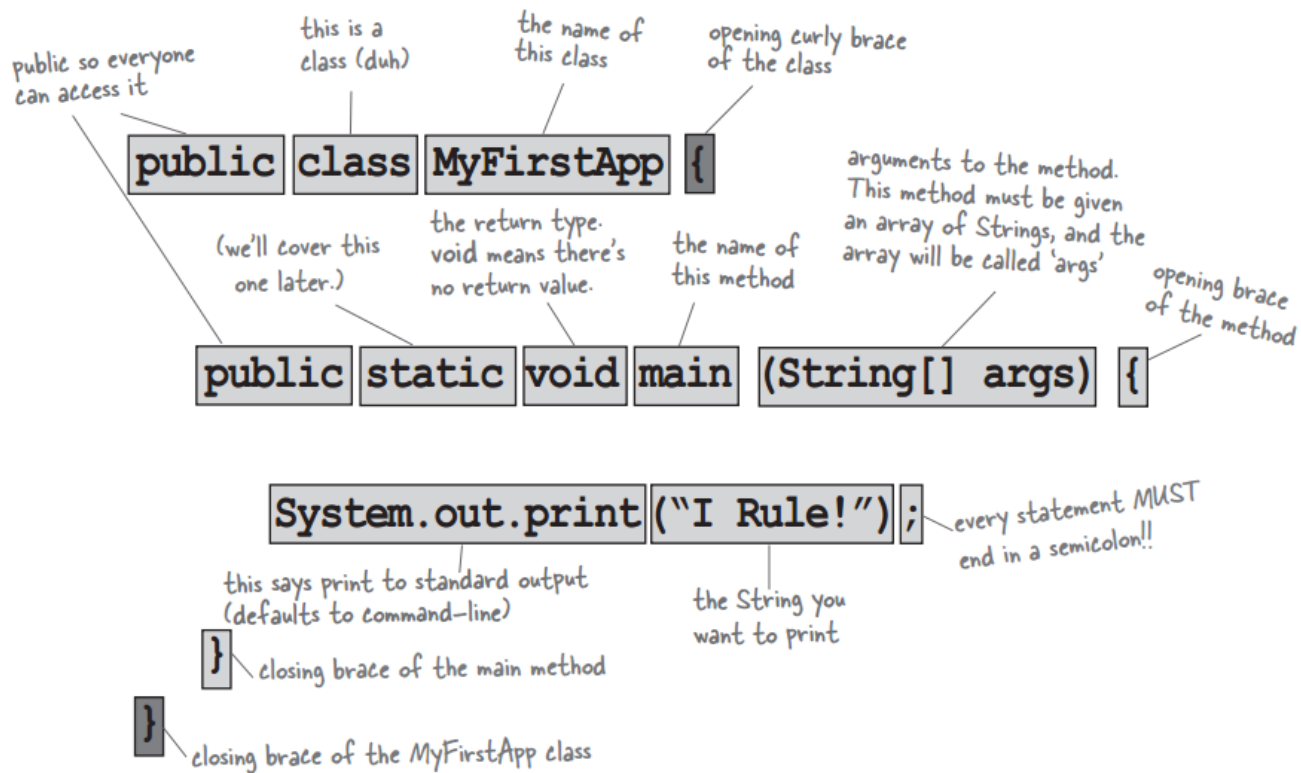 public so everyone
can access it
this is a
class (duh)
the name of
this class
opening curly brace
of the class
public class MyFirstApp {
(we'll cover this
one later.)
the return type.
void means there's
no return value.
the name of
this method
arguments to the method.
This method must be given
an array of Strings, and the
array will be called 'args'
opening brace
of the method
public static void main (String[] args) {
System.out.print(“I Rule!”);
every statement MUST
end in a semicolon!!
this says print to standard output
(defaults to command-line)
the String you
want to print
}
closing brace of the main method
}
closing brace of the MyFirstApp class